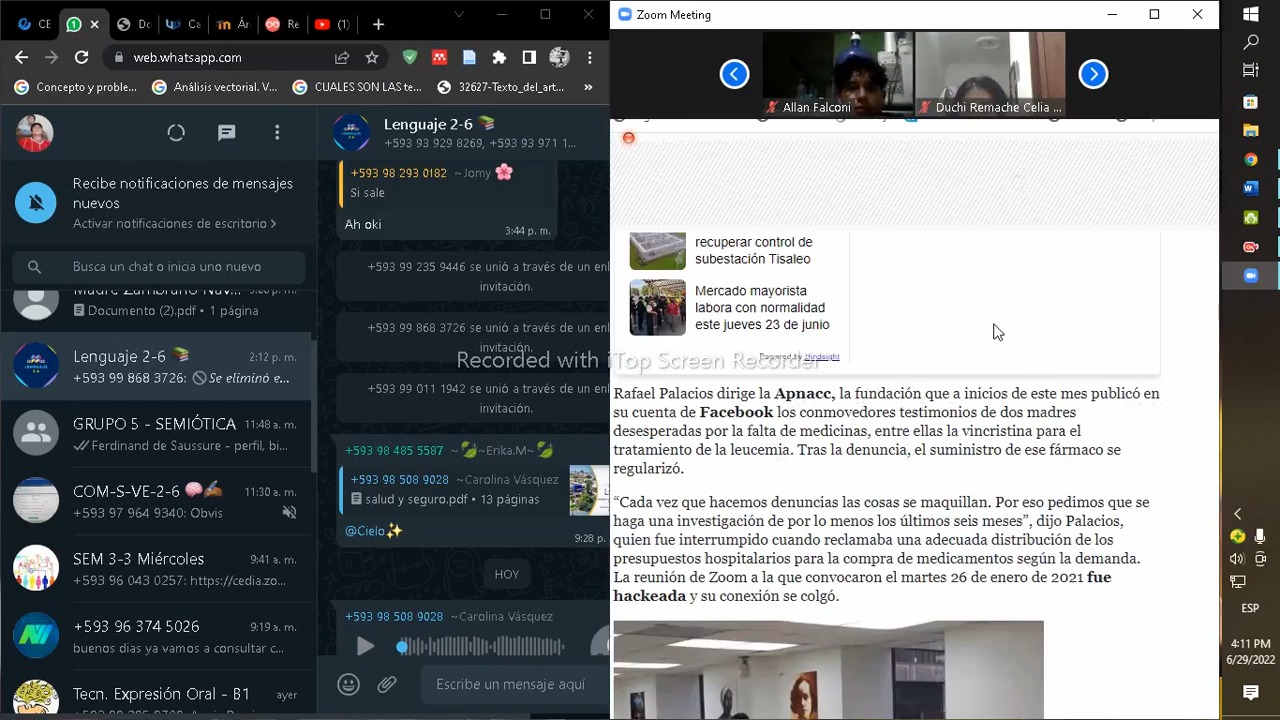 CE
Ár
Re
(1)
Zoom Meeting
web.whatsapp.com
Concepto y proble...
Análisis vectorial. V...
CUALES SON LOS E...
32627-Texto_del_art...
»
Allan Falconi
Duchi Remache Celia ...
Recibe notificaciones de mensajes
nuevos
Activar notificaciones de escritorio >
Busca un chat o inicia uno nuevo
Documento (2).pdf • 1 página
Lenguaje 2-6
2:12 p. m.
+593 99 868 3726: Se eliminó e...
GRUPO 5 - SEMIÓTICA
11:48 a. m.
Ferdinand de Saussure - perfil, bi...
COM-S-VE-2-6
11:30 a. m.
+593 96 964 9510: Obvis
SEM 3-3 Miércoles
9:41 a. m.
+593 96 043 0257: https://cedia.zo...
+593 96 374 5026
9:19 a. m.
buenos dias ya vamos a consultar c...
Tecn. Expresión Oral - B1
ayer
Lenguaje 2-6
+593 93 929 8269, +593 93 971 1...
+593 98 293 0182 ~Jomy
Si sale
Ah oki
3:44 p. m.
+593 99 235 9446 se unió a través de un enlace de
invitación.
+593 99 868 3726 se unió a través de
invitación.
+593 99 011 1942 se unió a través de
invitación.
+593 98 485 5587 ~Erika.M~
+593 98 508 9028 ~Carolina Vásquez
salud y seguro.pdf • 13 páginas
@Cielo
9:28 p. m.
HOY
+593 98 508 9028 ~Carolina Vásquez
Escribe un mensaje aquí
recuperar control de
subestación Tisaleo
Mercado mayorista
labora con normalidad
este jueves 23 de junio
Powered by Hindsight
Recorded with iTop Screen Recorder
Rafael Palacios dirige la Apnacc, la fundación que a inicios de este mes publicó en
su cuenta de Facebook los conmovedores testimonios de dos madres
desesperadas por la falta de medicinas, entre ellas la vincristina para el
tratamiento de la leucemia. Tras la denuncia, el suministro de ese fármaco se
regularizó.
“Cada vez que hacemos denuncias las cosas se maquillan. Por eso pedimos que se
haga una investigación de por lo menos los últimos seis meses”, dijo Palacios,
quien fue interrumpido cuando reclamaba una adecuada distribución de los
presupuestos hospitalarios para la compra de medicamentos según la demanda.
La reunión de Zoom a la que convocaron el martes 26 de enero de 2021 fue
hackeada y su conexión se colgó.
ESP
4:11 PM
6/29/2022